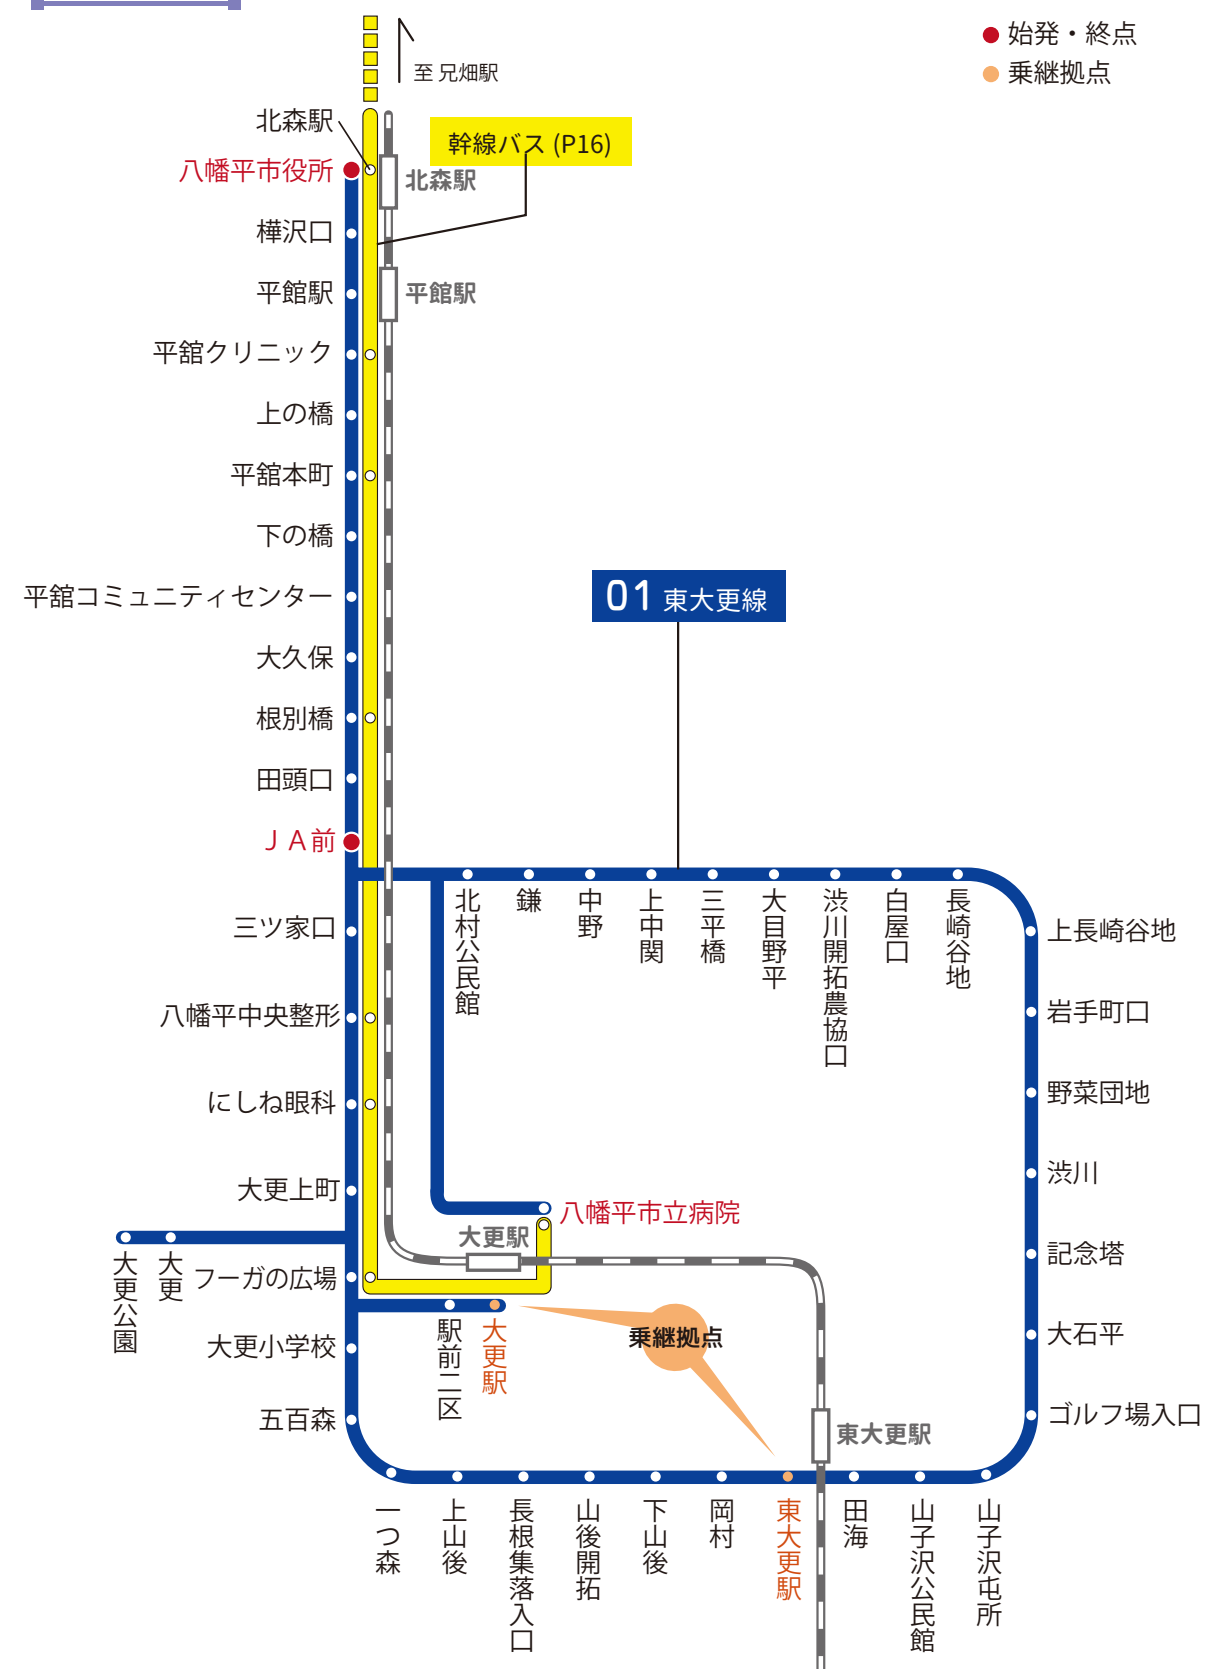 始発・終点
乗継拠点
至 兄畑駅
北森駅
幹線バス (P16)
八幡平市役所
北森駅
樺沢口
平館駅
平館駅
平舘クリニック
上の橋
平舘本町
下の橋
平舘コミュニティセンター
01 東大更線
大久保
根別橋
田頭口
ＪＡ前
北村公民館
鎌
中野
上中関
三平橋
大目野平
渋川開拓農協口
白屋口
長崎谷地
三ツ家口
上長崎谷地
八幡平中央整形
岩手町口
にしね眼科
野菜団地
大更上町
渋川
八幡平市立病院
大更駅
大更公園
大更
フーガの広場
記念塔
駅前二区
大更駅
乗継拠点
大更小学校
大石平
五百森
東大更駅
ゴルフ場入口
一つ森
上山後
長根集落入口
山後開拓
下山後
岡村
東大更駅
田海
山子沢公民館
山子沢屯所